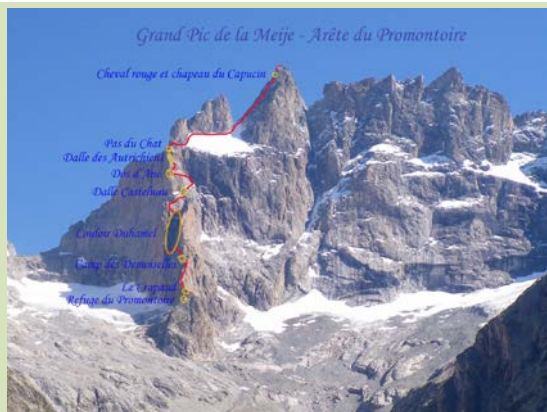 Grand Pic de la Meije - Arête du Promontoire
Cheval rouge et chapeau du Capucin
Pas du Chat
Dalle des Autrichiens
Dos d'Ane
Dalle Castelnau
Couloir Duhamel
Camp des Demoiselles
Le Crapaud
Refuge du Promontoire